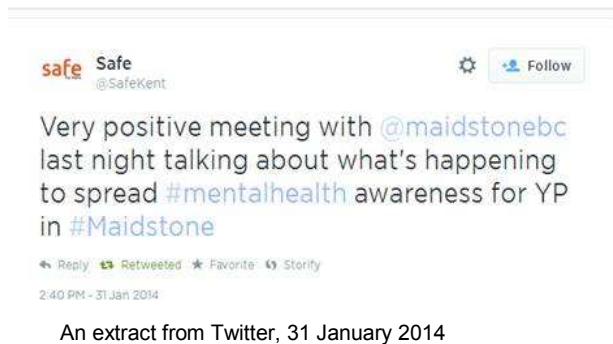 safe Safe
@SafeKent
Follow
Very positive meeting with @maidstonebc
last night talking about what's happening
to spread #mentalhealth awareness for YP
in #Maidstone
Reply Retweeted Favorite Storify
2:40 PM - 31 Jan 2014
An extract from Twitter, 31 January 2014